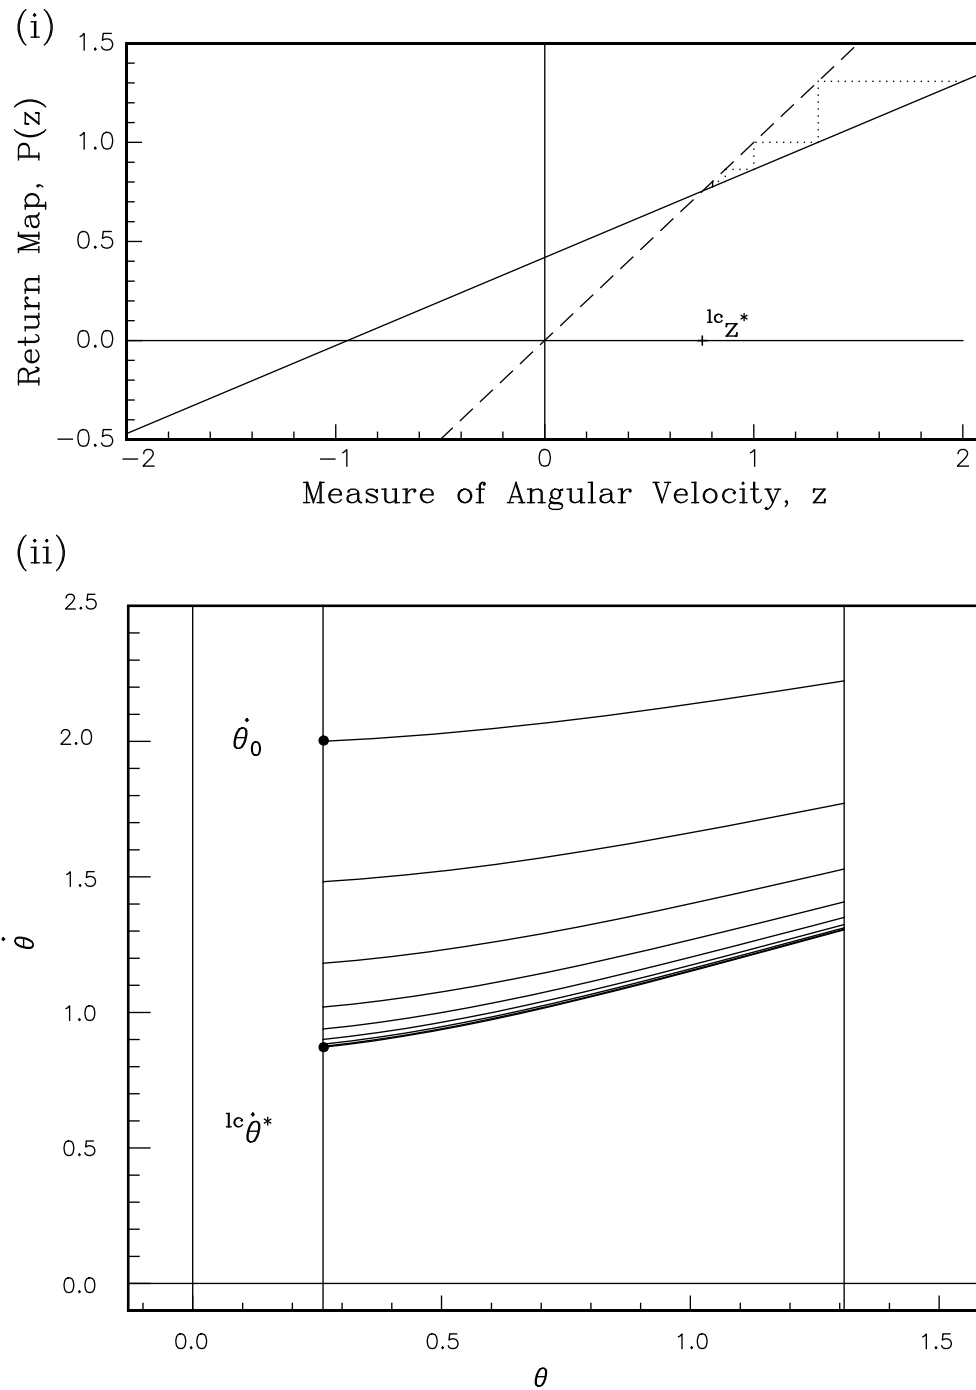 (i)
1.5
1.0
0.5
0.0
−0.5
Return Map, P(z)
lc z*
−2 −1 0 1 2
Measure of Angular Velocity, z
(ii)
2.5
2.0
1.5
1.0
0.5
0.0
θ̇
θ̇₀
lc θ̇*
0.0 0.5 1.0 1.5
θ